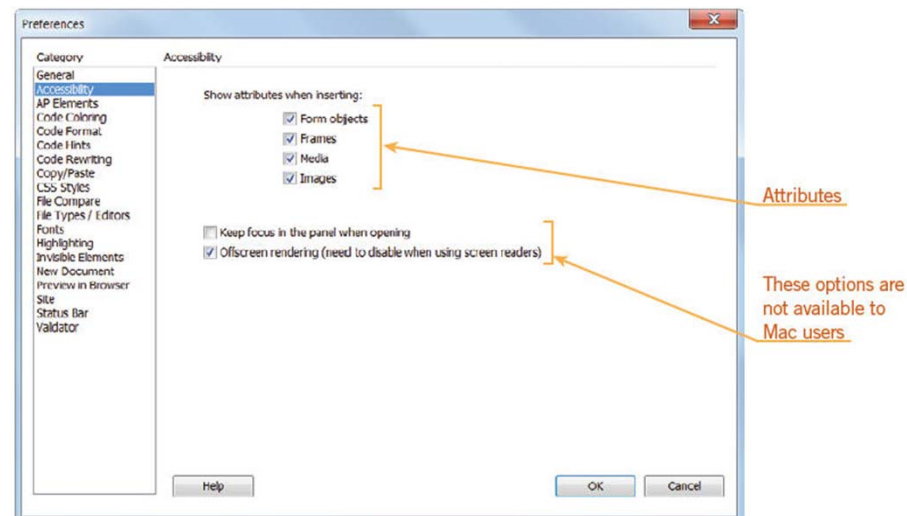 Preferences
Category
Accessibility
General
Accessibility
AP Elements
Code Coloring
Code Format
Code Hints
Code Rewriting
Copy/Paste
CSS Styles
File Compare
File Types / Editors
Fonts
Highlighting
Invisible Elements
New Document
Preview in Browser
Site
Status Bar
Validator
Show attributes when inserting:
Form objects
Frames
Media
Images
Keep focus in the panel when opening
Offscreen rendering (need to disable when using screen readers)
Help
OK
Cancel
Attributes
These options are
not available to
Mac users